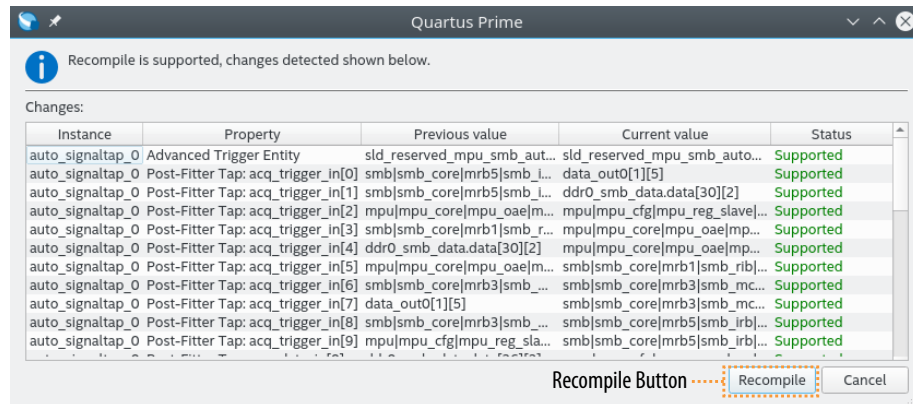 Quartus Prime
Recompile is supported, changes detected shown below.
Changes:
Instance Property Previous value Current value Status
auto_signaltap_0 Advanced Trigger Entity sld_reserved_mpu_smb_aut... sld_reserved_mpu_smb_auto... Supported
auto_signaltap_0 Post-Fitter Tap: acq_trigger_in[0] smb|smb_core|mrb5|smb_i... data_out0[1][5] Supported
auto_signaltap_0 Post-Fitter Tap: acq_trigger_in[1] smb|smb_core|mrb5|smb_i... ddr0_smb_data.data[30][2] Supported
auto_signaltap_0 Post-Fitter Tap: acq_trigger_in[2] mpu|mpu_core|mpu_oae|m... mpu|mpu_cfg|mpu_reg_slave|... Supported
auto_signaltap_0 Post-Fitter Tap: acq_trigger_in[3] smb|smb_core|mrb1|smb_r... mpu|mpu_core|mpu_oae|mp... Supported
auto_signaltap_0 Post-Fitter Tap: acq_trigger_in[4] ddr0_smb_data.data[30][2] mpu|mpu_core|mpu_oae|mp... Supported
auto_signaltap_0 Post-Fitter Tap: acq_trigger_in[5] mpu|mpu_core|mpu_oae|m... smb|smb_core|mrb1|smb_rib|... Supported
auto_signaltap_0 Post-Fitter Tap: acq_trigger_in[6] smb|smb_core|mrb3|smb_... smb|smb_core|mrb3|smb_mc... Supported
auto_signaltap_0 Post-Fitter Tap: acq_trigger_in[7] data_out0[1][5] smb|smb_core|mrb3|smb_mc... Supported
auto_signaltap_0 Post-Fitter Tap: acq_trigger_in[8] smb|smb_core|mrb3|smb_... smb|smb_core|mrb5|smb_irb|... Supported
auto_signaltap_0 Post-Fitter Tap: acq_trigger_in[9] mpu|mpu_cfg|mpu_reg_sla... smb|smb_core|mrb5|smb_irb|... Supported
Recompile Button Recompile Cancel